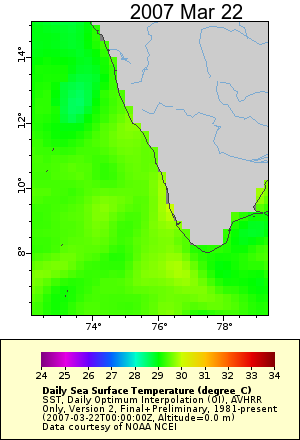 2007 Mar 22
14°
12°
10°
8°
74°
76°
78°
24 25 26 27 28 29 30 31 32 33 34
Daily Sea Surface Temperature (degree_C)
SST, Daily Optimum Interpolation (OI), AVHRR
Only, Version 2, Final+Preliminary, 1981-present
(2007-03-22T00:00:00Z, Altitude=0.0 m)
Data courtesy of NOAA NCEI